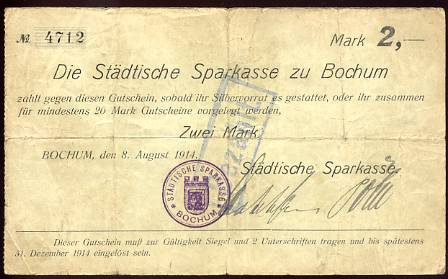 № 4712
Mark 2,—
Die Städtische Sparkasse zu Bochum
zahlt gegen diesen Gutschein, sobald ihr Silbervorrat es gestattet, oder ihr zusammen
für mindestens 20 Mark Gutscheine vorgelegt werden
Zwei Mark.
BOCHUM, den 8. August 1914.
Städtische Sparkasse.
STÄDTISCHE SPARKASSE
BOCHUM
Dieser Gutschein muß zur Gültigkeit Siegel und 2 Unterschriften tragen und bis spätestens
31. Dezember 1914 eingelöst sein.